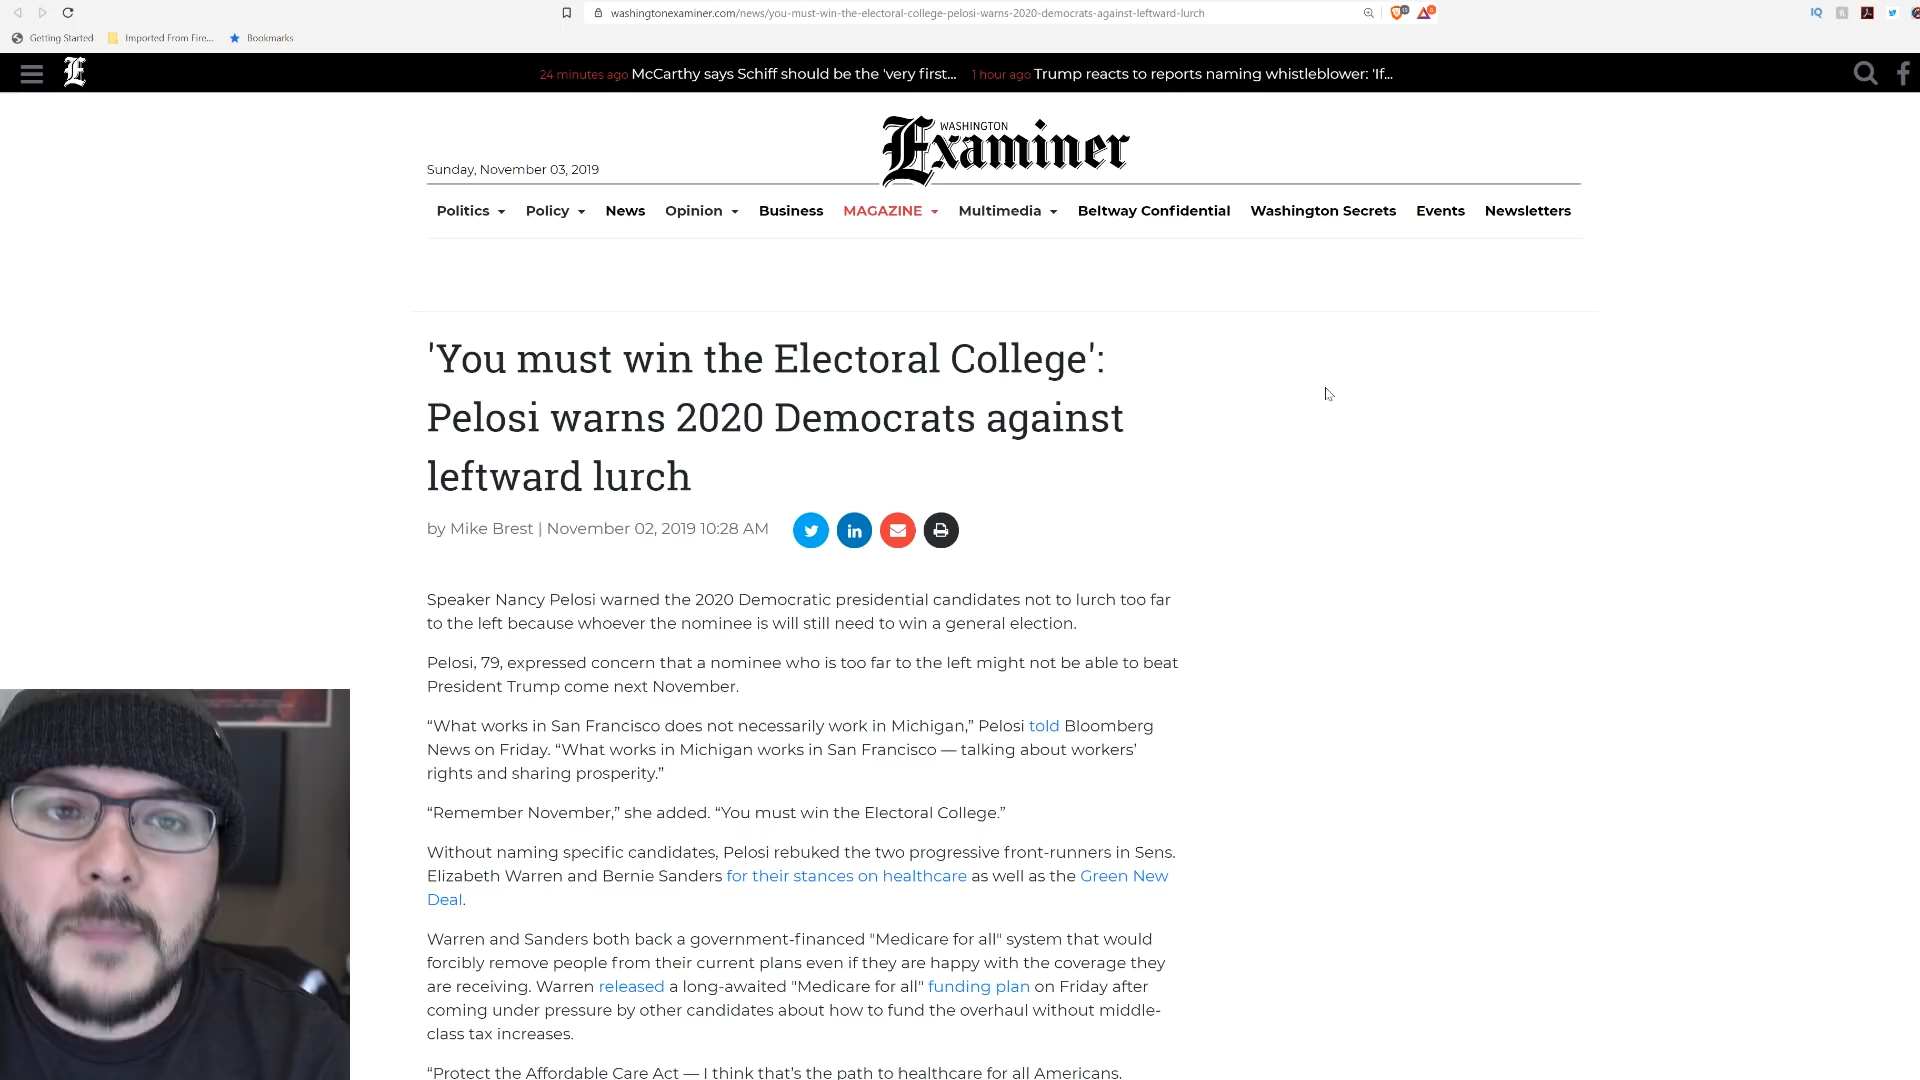 washingtonexaminer.com/news/you-must-win-the-electoral-college-pelosi-warns-2020-democrats-against-leftward-lurch
IQ
Getting Started
Imported From Fire...
Bookmarks
24 minutes ago McCarthy says Schiff should be the 'very first...
1 hour ago Trump reacts to reports naming whistleblower: 'If...
WASHINGTON
Examiner
Sunday, November 03, 2019
Politics Policy News Opinion Business MAGAZINE Multimedia Beltway Confidential Washington Secrets Events Newsletters
'You must win the Electoral College':
Pelosi warns 2020 Democrats against
leftward lurch
by Mike Brest | November 02, 2019 10:28 AM
Speaker Nancy Pelosi warned the 2020 Democratic presidential candidates not to lurch too far
to the left because whoever the nominee is will still need to win a general election.
Pelosi, 79, expressed concern that a nominee who is too far to the left might not be able to beat
President Trump come next November.
“What works in San Francisco does not necessarily work in Michigan,” Pelosi told Bloomberg
News on Friday. “What works in Michigan works in San Francisco — talking about workers’
rights and sharing prosperity.”
“Remember November,” she added. “You must win the Electoral College.”
Without naming specific candidates, Pelosi rebuked the two progressive front-runners in Sens.
Elizabeth Warren and Bernie Sanders for their stances on healthcare as well as the Green New
Deal.
Warren and Sanders both back a government-financed "Medicare for all" system that would
forcibly remove people from their current plans even if they are happy with the coverage they
are receiving. Warren released a long-awaited "Medicare for all" funding plan on Friday after
coming under pressure by other candidates about how to fund the overhaul without middle-
class tax increases.
“Protect the Affordable Care Act — I think that’s the path to healthcare for all Americans.